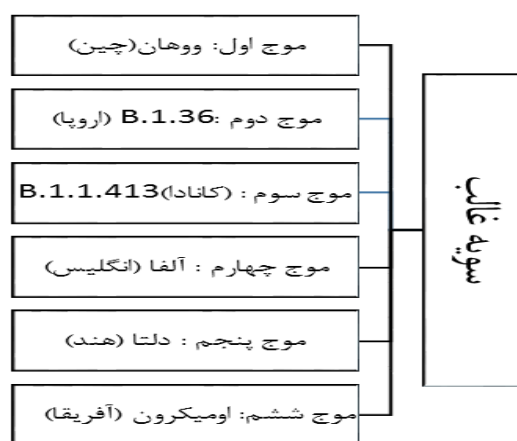 سویه غالب
موج اول: ووهان(چین)
موج دوم :B.1.36 (اروپا)
موج سوم : (کانادا)B.1.1.413
موج چهارم : آلفا (انگلیس)
موج پنجم : دلتا (هند)
موج ششم: اومیکرون (آفریقا)